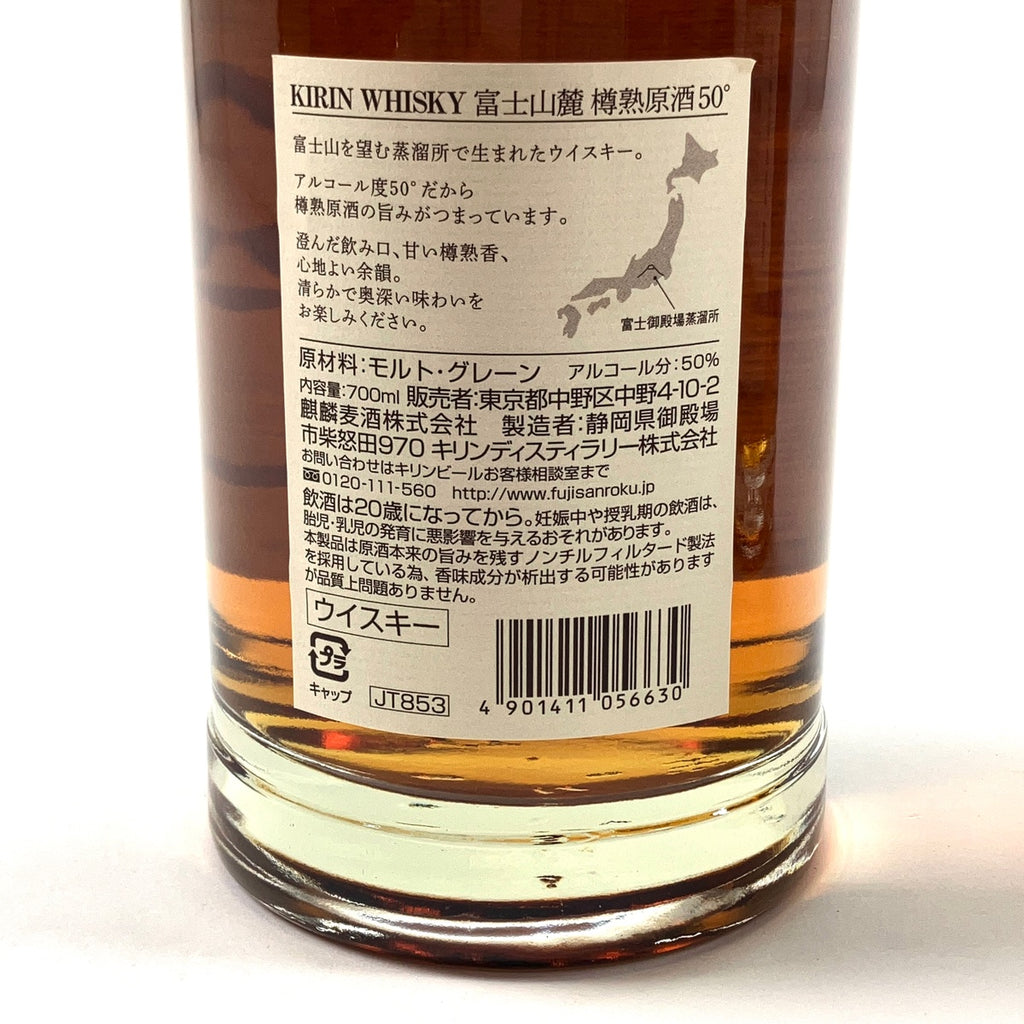 KIRIN WHISKY 富士山麓 樽熟原酒50°
富士山を望む蒸溜所で生まれたウイスキー。
アルコール度50°だから
樽熟原酒の旨みがつまっています。
澄んだ飲み口、甘い樽熟香、
心地よい余韻。
清らかで奥深い味わいを
お楽しみください。
富士御殿場蒸溜所
原材料:モルト・グレーン アルコール分:50%
内容量:700ml 販売者:東京都中野区中野4-10-2
麒麟麦酒株式会社 製造者:静岡県御殿場
市柴怒田970 キリンディスティラリー株式会社
お問い合わせはキリンビールお客様相談室まで
0120-111-560 http://www.fujisanroku.jp
飲酒は20歳になってから。妊娠中や授乳期の飲酒は、
胎児・乳児の発育に悪影響を与えるおそれがあります。
本製品は原酒本来の旨みを残すノンチルフィルタード製法
を採用している為、香味成分が析出する可能性があります
が品質上問題ありません。
ウイスキー
プラ
キャップ JT853
4 901411 056630